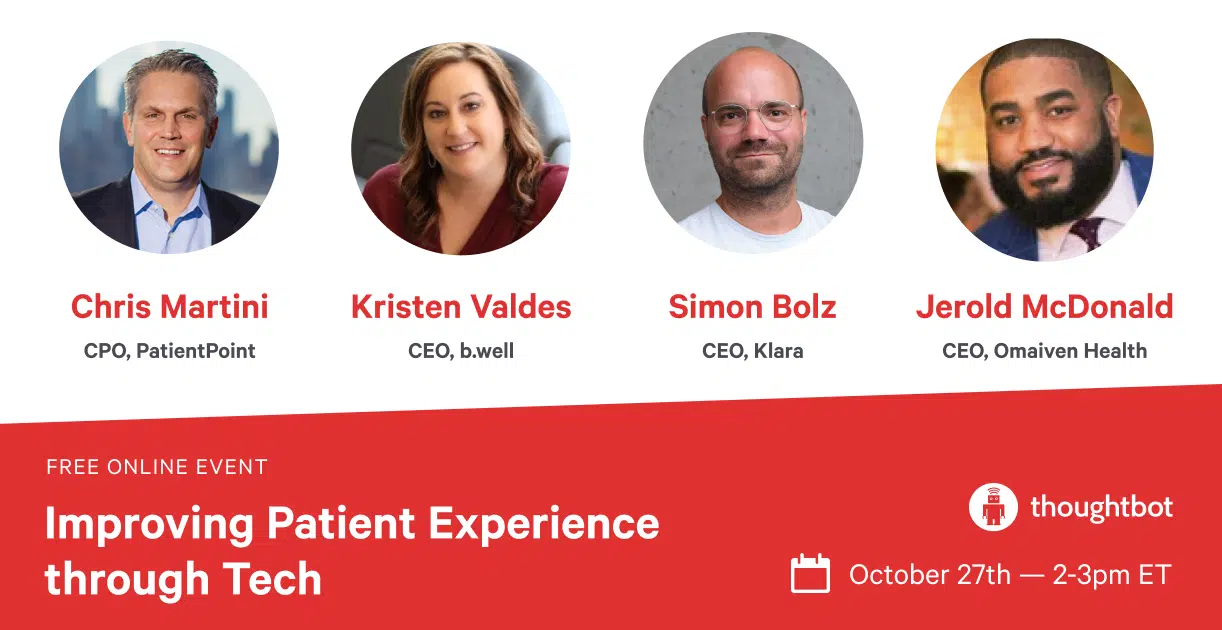 Chris Martini
CPO, PatientPoint
Kristen Valdes
CEO, b.well
Simon Bolz
CEO, Klara
Jerold McDonald
CEO, Omaiven Health
FREE ONLINE EVENT
Improving Patient Experience
through Tech
thoughtbot
October 27th — 2-3pm ET